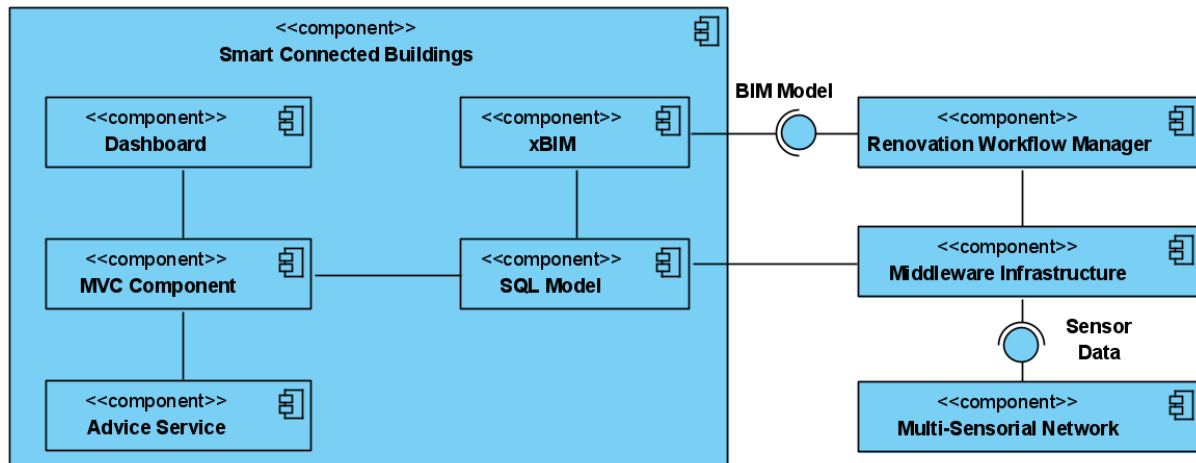 <<component>>
Smart Connected Buildings
<<component>>
Dashboard
<<component>>
xBIM
BIM Model
<<component>>
Renovation Workflow Manager
<<component>>
MVC Component
<<component>>
SQL Model
<<component>>
Middleware Infrastructure
Sensor
Data
<<component>>
Advice Service
<<component>>
Multi-Sensorial Network